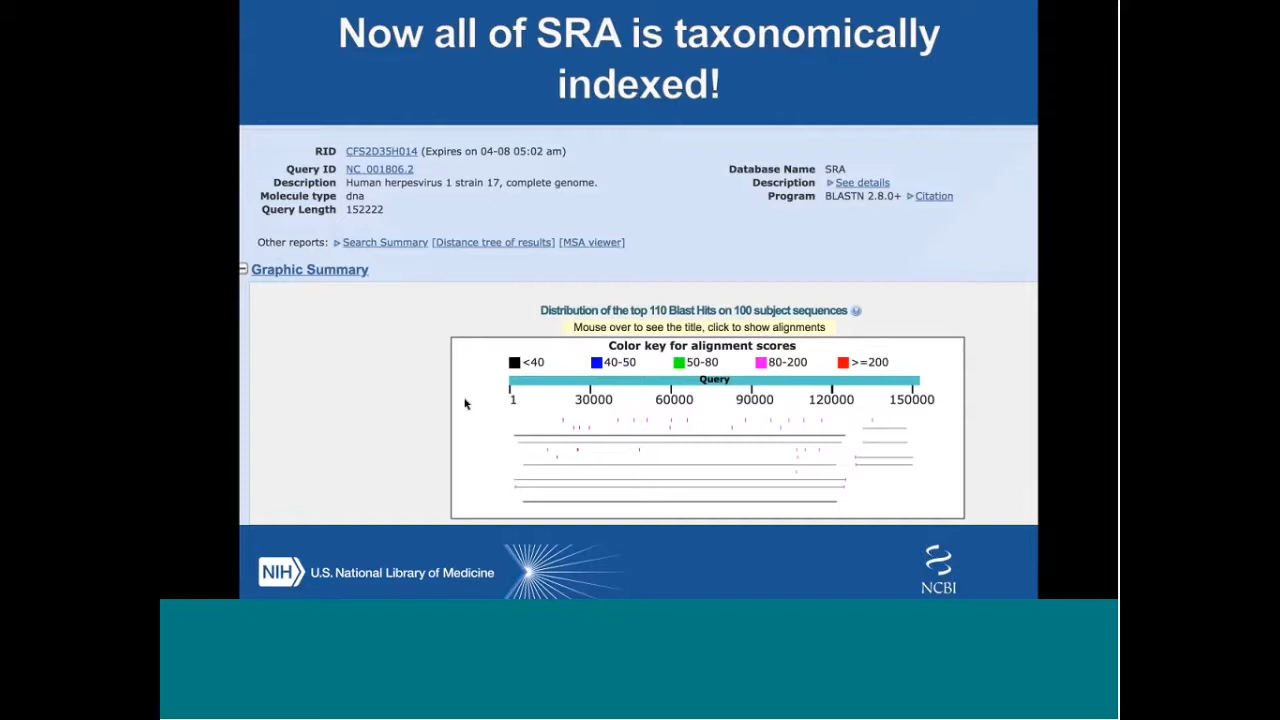 Now all of SRA is taxonomically
indexed!
RID CFS2D35H014 (Expires on 04-08 05:02 am)
Query ID NC_001806.2
Description Human herpesvirus 1 strain 17, complete genome.
Molecule type dna
Query Length 152222
Database Name SRA
Description See details
Program BLASTN 2.8.0+ Citation
Other reports: Search Summary [Distance tree of results] [MSA viewer]
Graphic Summary
Distribution of the top 110 Blast Hits on 100 subject sequences
Mouse over to see the title, click to show alignments
Color key for alignment scores
<40 40-50 50-80 80-200 >=200
Query
1 30000 60000 90000 120000 150000
NIH U.S. National Library of Medicine
NCBI